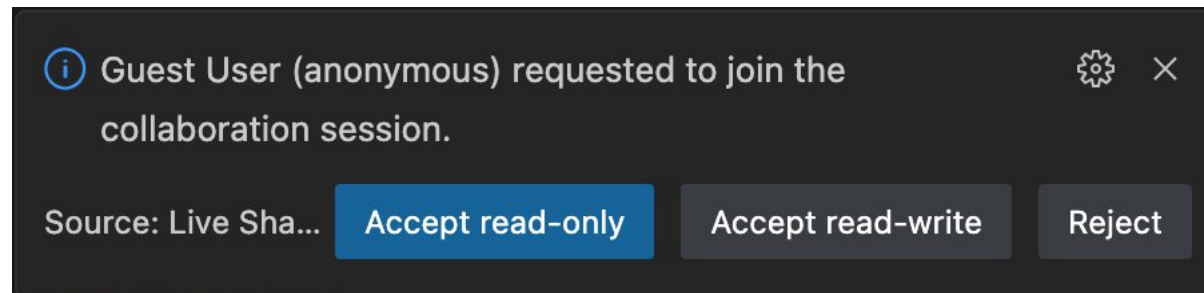 Guest User (anonymous) requested to join the
collaboration session.
Source: Live Sha... Accept read-only Accept read-write Reject